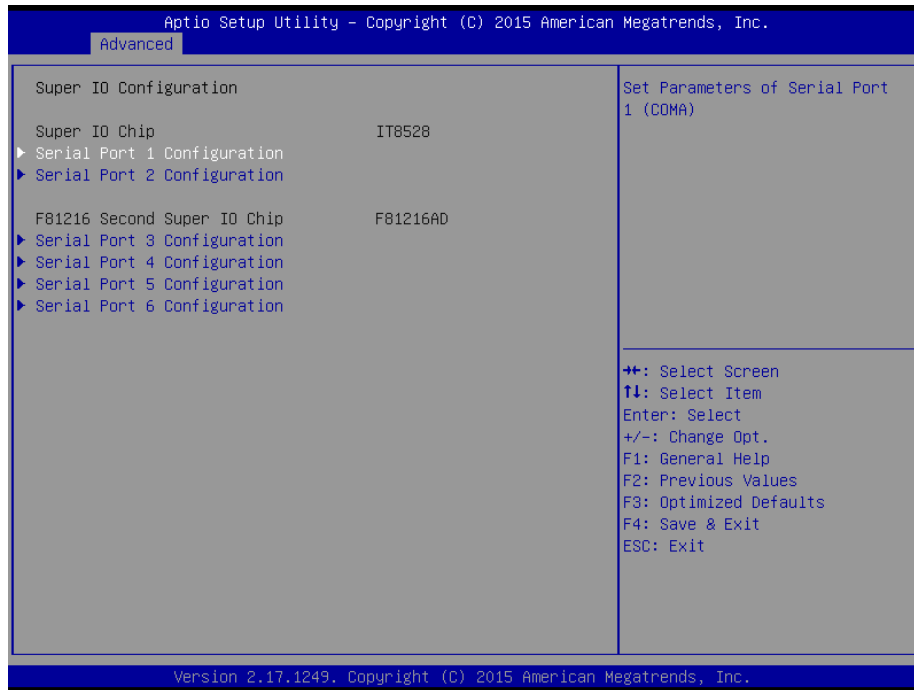 Aptio Setup Utility – Copyright (C) 2015 American Megatrends, Inc.
Advanced
Super IO Configuration
Super IO Chip IT8528
▶ Serial Port 1 Configuration
▶ Serial Port 2 Configuration
F81216 Second Super IO Chip F81216AD
▶ Serial Port 3 Configuration
▶ Serial Port 4 Configuration
▶ Serial Port 5 Configuration
▶ Serial Port 6 Configuration
Set Parameters of Serial Port
1 (COMA)
→←: Select Screen
↑↓: Select Item
Enter: Select
+/-: Change Opt.
F1: General Help
F2: Previous Values
F3: Optimized Defaults
F4: Save & Exit
ESC: Exit
Version 2.17.1249. Copyright (C) 2015 American Megatrends, Inc.